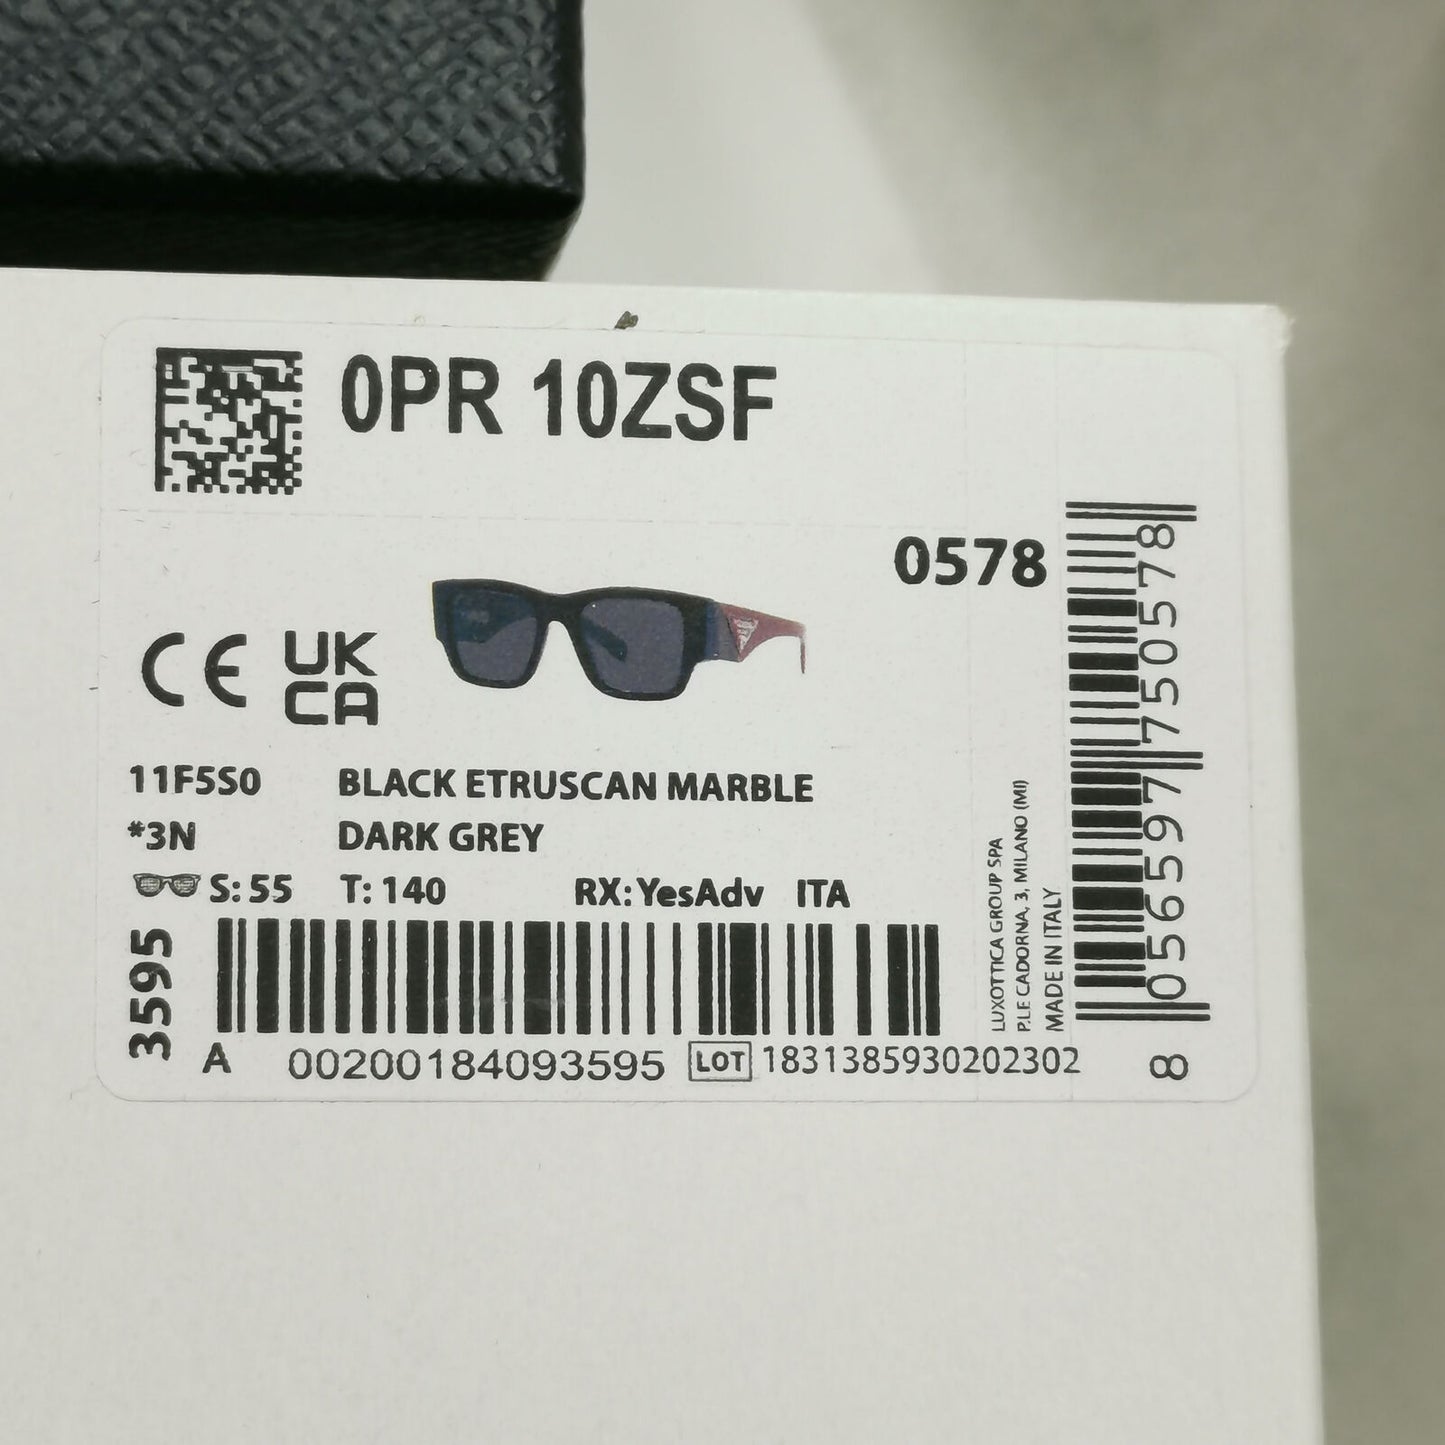 0PR 10ZSF
0578
CE UK
CA
11F5S0 BLACK ETRUSCAN MARBLE
*3N DARK GREY
S: 55 T: 140 RX: YesAdv ITA
3595
A 00200184093595 LOT 1831385930202302
LUXOTTICA GROUP SPA
P.LE CADORNA, 3, MILANO (MI)
MADE IN ITALY
8 056597 750578